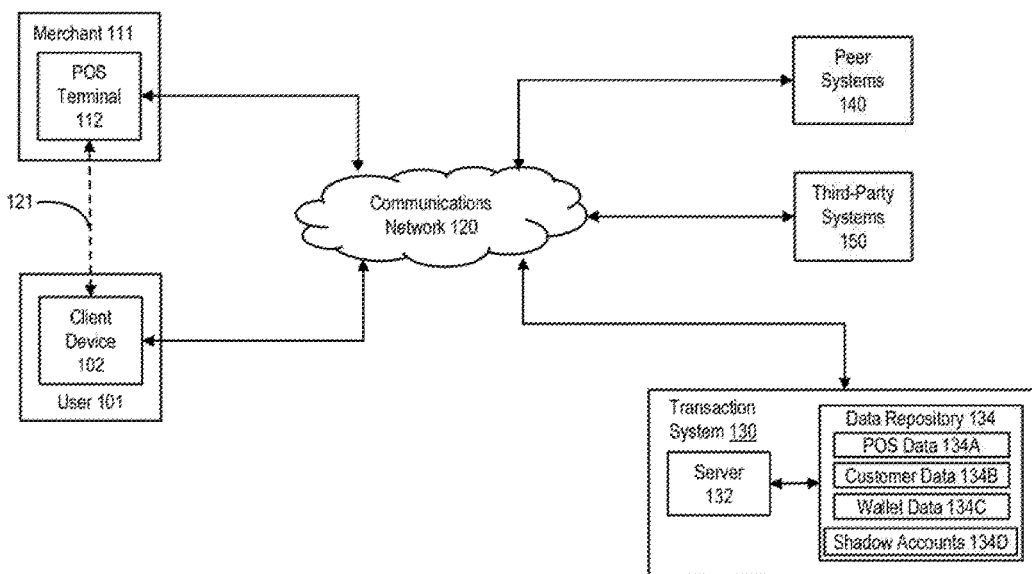 Merchant 111
POS
Terminal
112
121
Client
Device
102
User 101
Communications
Network 120
Peer
Systems
140
Third-Party
Systems
150
Transaction
System 130
Server
132
Data Repository 134
POS Data 134A
Customer Data 134B
Wallet Data 134C
Shadow Accounts 134D